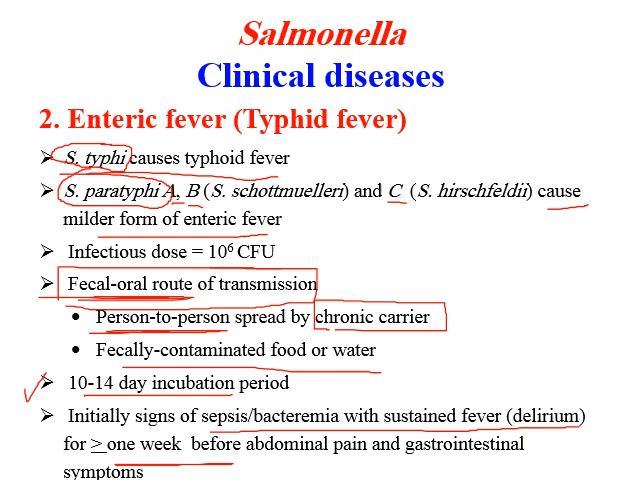 Salmonella
Clinical diseases
2. Enteric fever (Typhid fever)
➢ S. typhi causes typhoid fever
➢ S. paratyphi A, B (S. schottmuelleri) and C (S. hirschfeldii) cause
milder form of enteric fever
➢ Infectious dose = 10⁶ CFU
➢ Fecal-oral route of transmission
• Person-to-person spread by chronic carrier
• Fecally-contaminated food or water
➢ 10-14 day incubation period
➢ Initially signs of sepsis/bacteremia with sustained fever (delirium)
for > one week before abdominal pain and gastrointestinal
symptoms